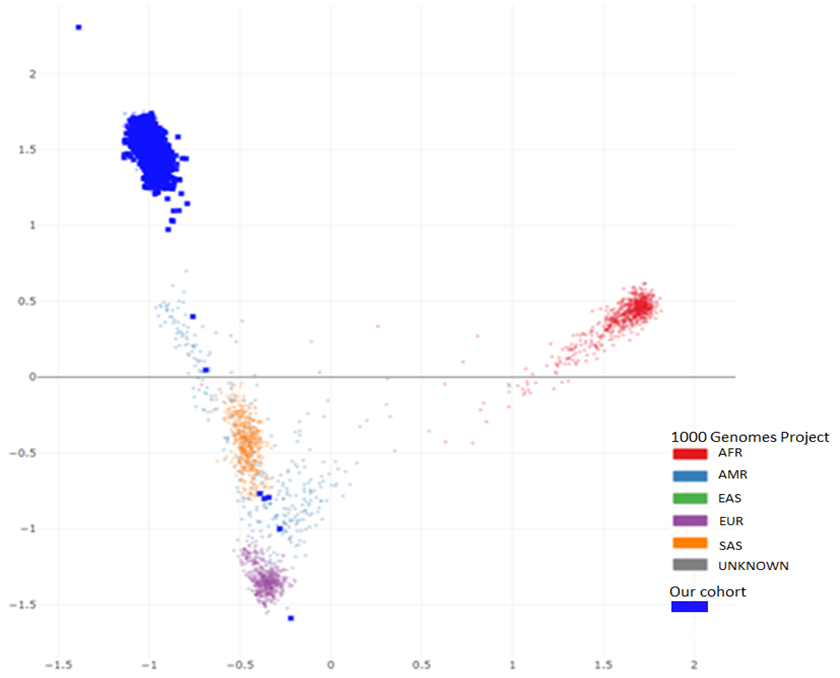 2
1.5
1
0.5
0
−0.5
−1
−1.5
−1.5 −1 −0.5 0 0.5 1 1.5 2
1000 Genomes Project
AFR
AMR
EAS
EUR
SAS
UNKNOWN
Our cohort